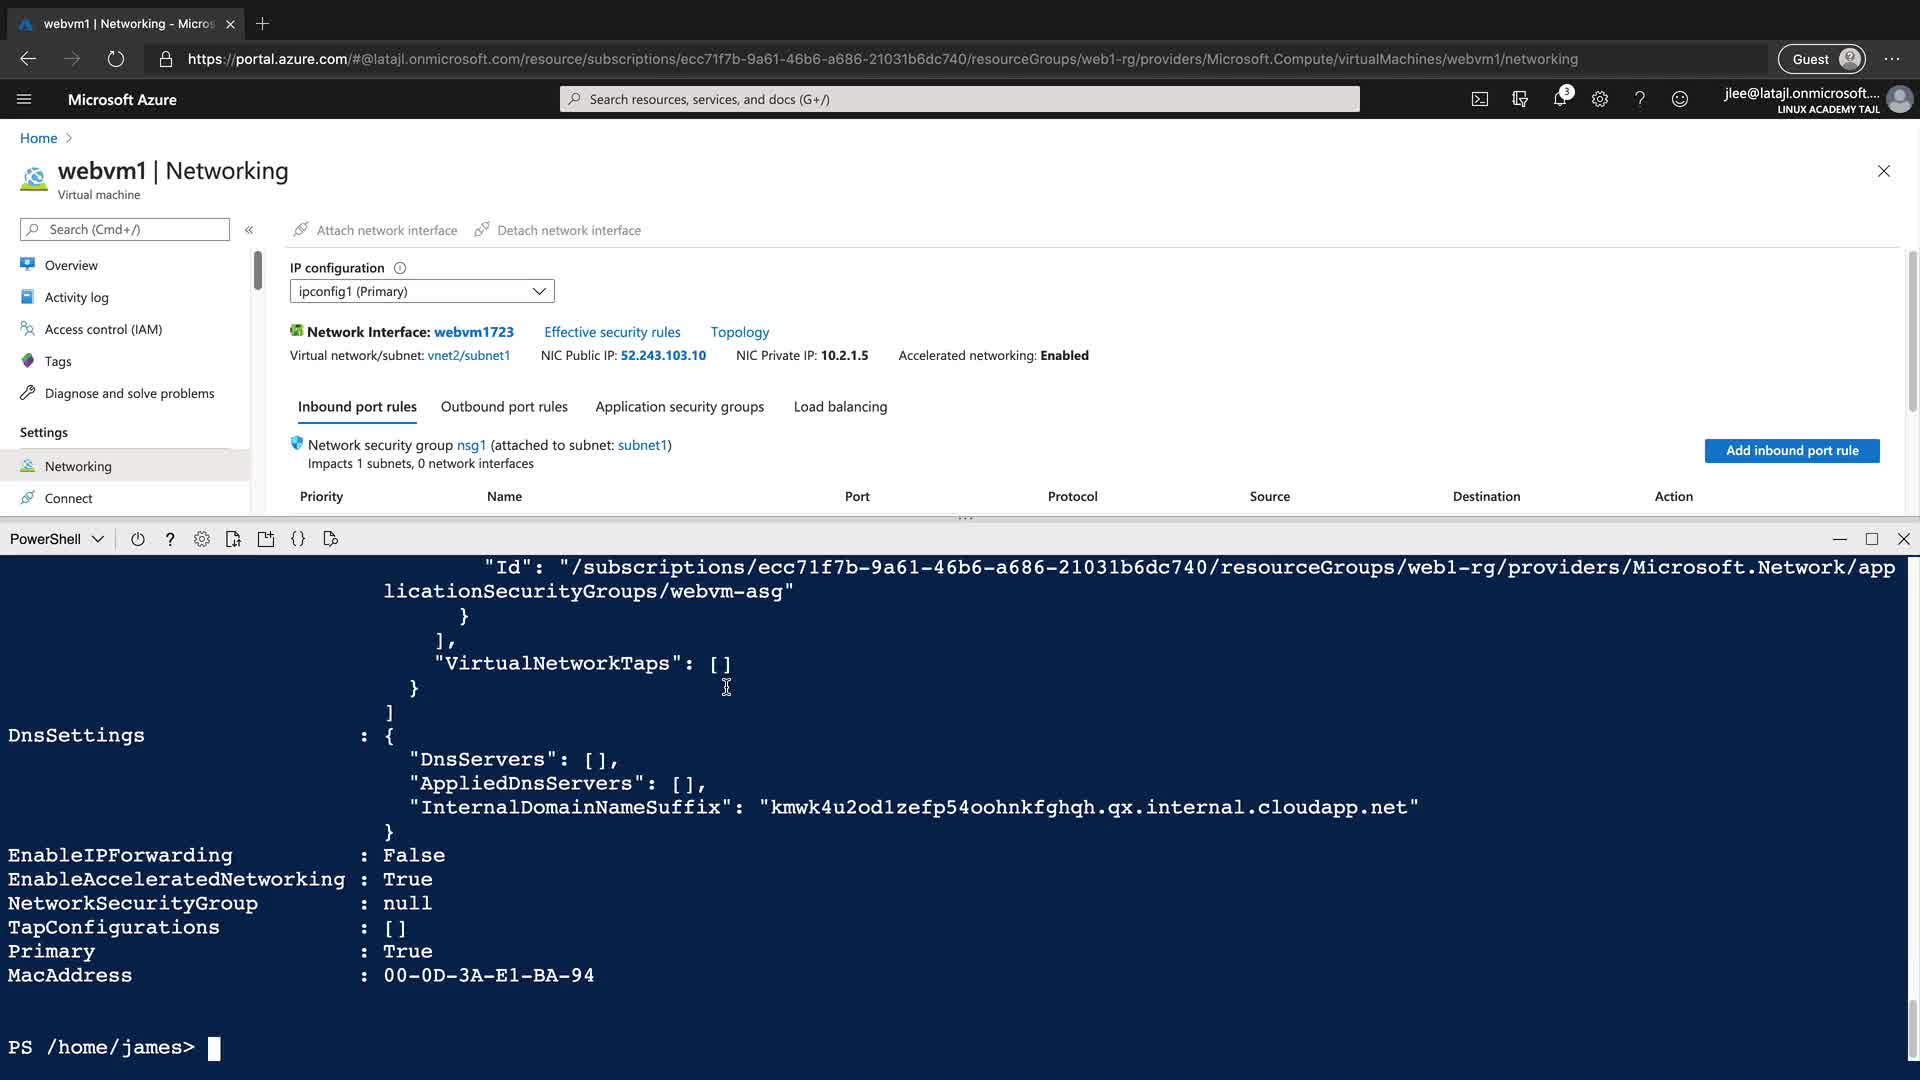 webvm1 | Networking - Micros
https://portal.azure.com/#@latajl.onmicrosoft.com/resource/subscriptions/ecc71f7b-9a61-46b6-a686-21031b6dc740/resourceGroups/web1-rg/providers/Microsoft.Compute/virtualMachines/webvm1/networking
Guest
Microsoft Azure
Search resources, services, and docs (G+/)
3
jlee@latajl.onmicrosoft....
LINUX ACADEMY TAJL
Home >
webvm1 | Networking
Virtual machine
Search (Cmd+/)
Attach network interface
Detach network interface
Overview
Activity log
Access control (IAM)
Tags
Diagnose and solve problems
Settings
Networking
Connect
IP configuration
ipconfig1 (Primary)
Network Interface: webvm1723 Effective security rules Topology
Virtual network/subnet: vnet2/subnet1 NIC Public IP: 52.243.103.10 NIC Private IP: 10.2.1.5 Accelerated networking: Enabled
Inbound port rules Outbound port rules Application security groups Load balancing
Network security group nsg1 (attached to subnet: subnet1)
Impacts 1 subnets, 0 network interfaces
Add inbound port rule
Priority Name Port Protocol Source Destination Action
PowerShell
"Id": "/subscriptions/ecc71f7b-9a61-46b6-a686-21031b6dc740/resourceGroups/web1-rg/providers/Microsoft.Network/app
licationSecurityGroups/webvm-asg"
}
],
"VirtualNetworkTaps": []
}
]
DnsSettings : {
"DnsServers": [],
"AppliedDnsServers": [],
"InternalDomainNameSuffix": "kmwk4u2od1zefp54oohnkfghqh.qx.internal.cloudapp.net"
}
EnableIPForwarding : False
EnableAcceleratedNetworking : True
NetworkSecurityGroup : null
TapConfigurations : []
Primary : True
MacAddress : 00-0D-3A-E1-BA-94
PS /home/james>